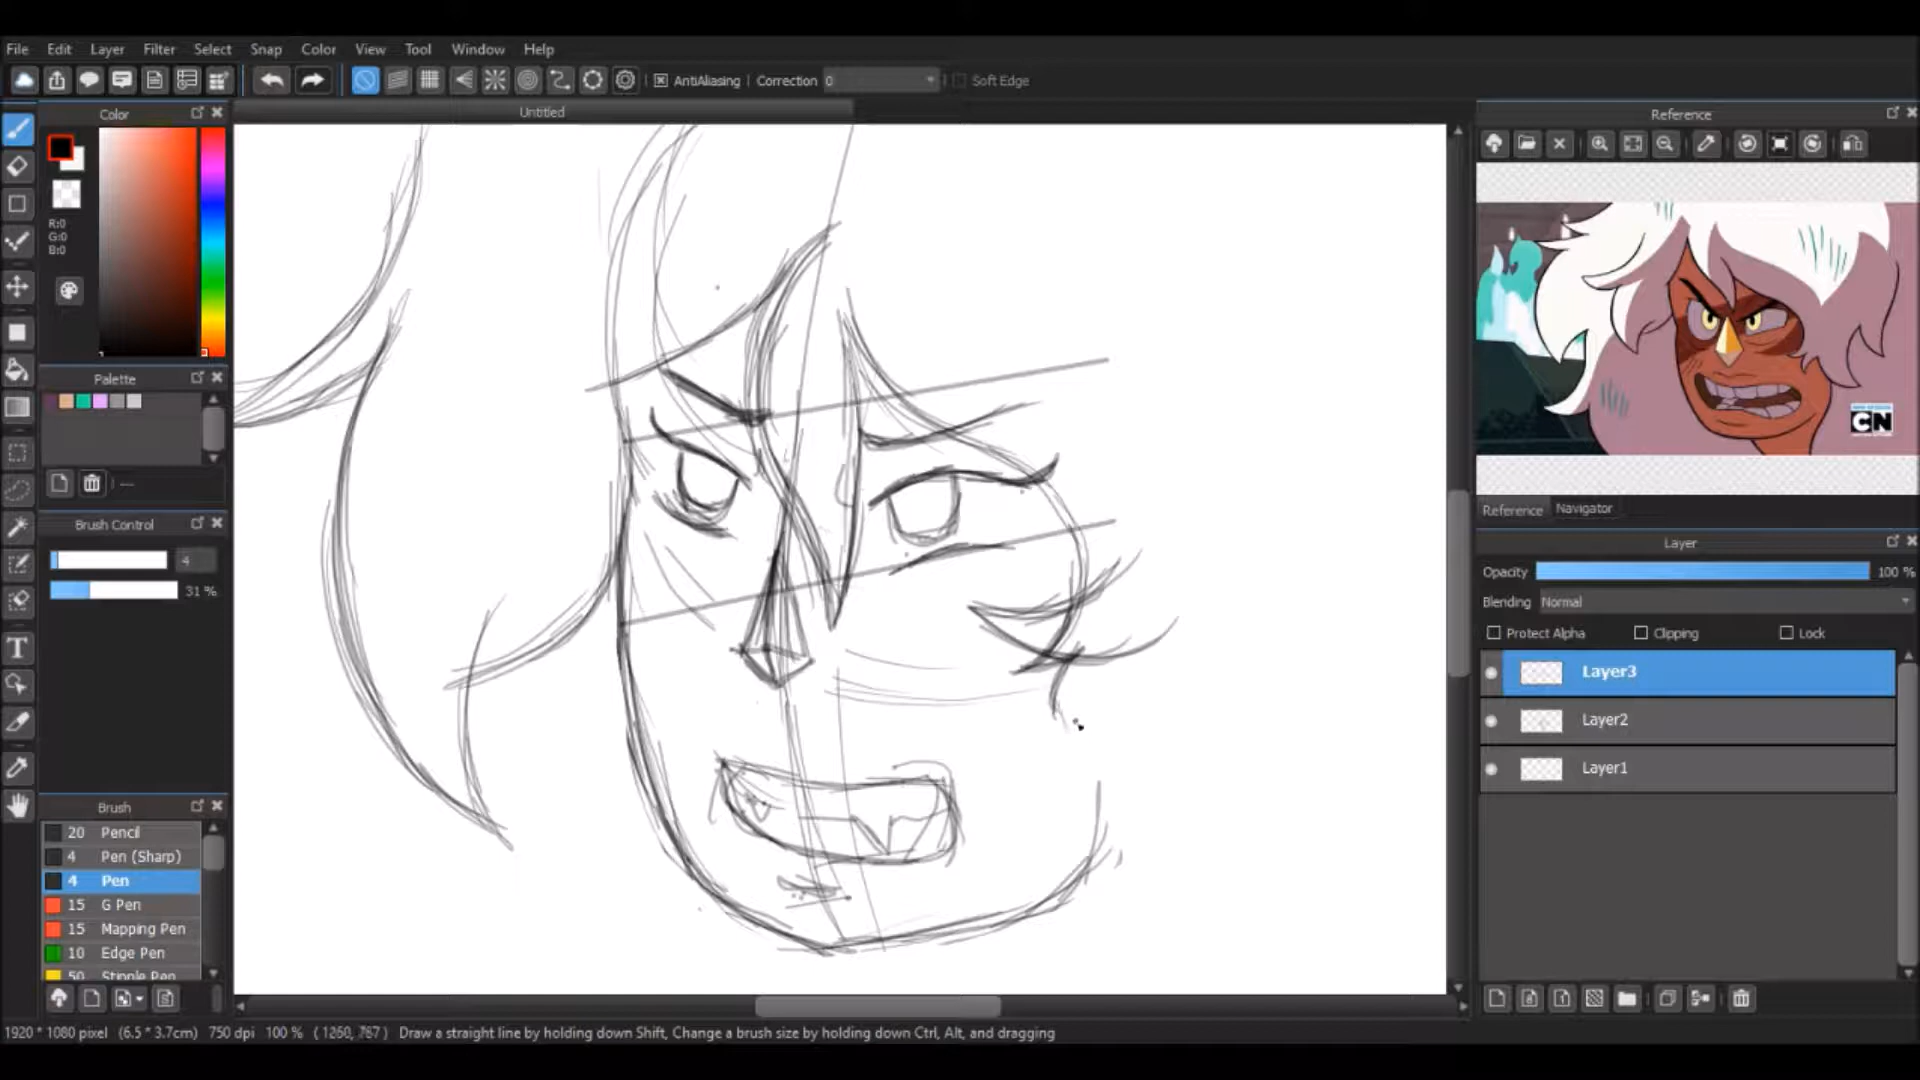 File Edit Layer Filter Select Snap Color View Tool Window Help
AntiAliasing Correction 0 Soft Edge
Color
Untitled
Reference
R:0
G:0
B:0
CN
Palette
---
Reference Navigator
Brush Control
4
31 %
Layer
Opacity 100 %
Blending Normal
Protect Alpha Clipping Lock
Layer3
Layer2
Layer1
T
Brush
20 Pencil
4 Pen (Sharp)
4 Pen
15 G Pen
15 Mapping Pen
10 Edge Pen
50 Stipple Pen
1920 * 1080 pixel (6.5 * 3.7cm) 750 dpi 100 % ( 1260, 767 ) Draw a straight line by holding down Shift, Change a brush size by holding down Ctrl, Alt, and dragging